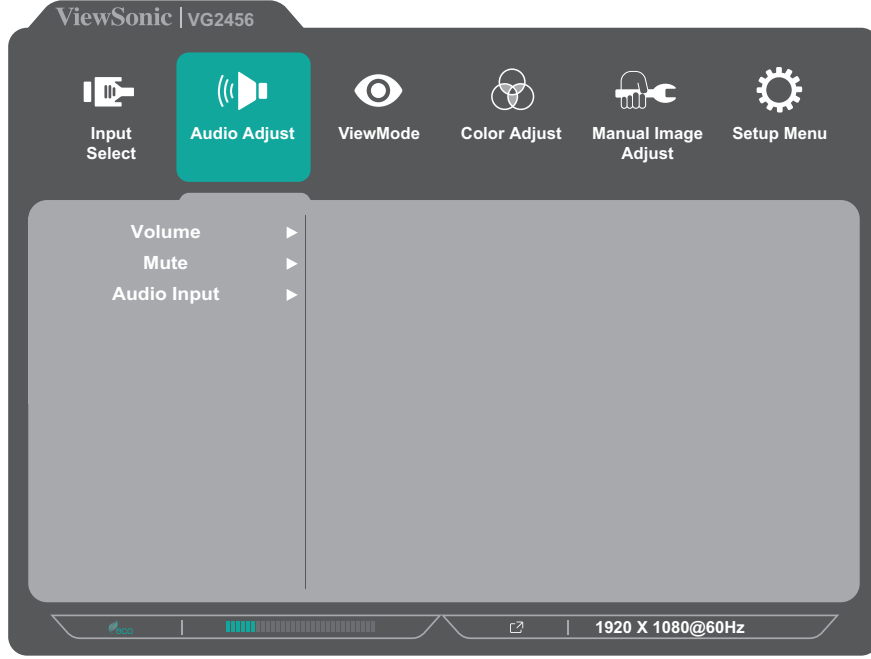 ViewSonic | VG2456
Input
Select
Audio Adjust
ViewMode
Color Adjust
Manual Image
Adjust
Setup Menu
Volume
Mute
Audio Input
eco
1920 X 1080@60Hz